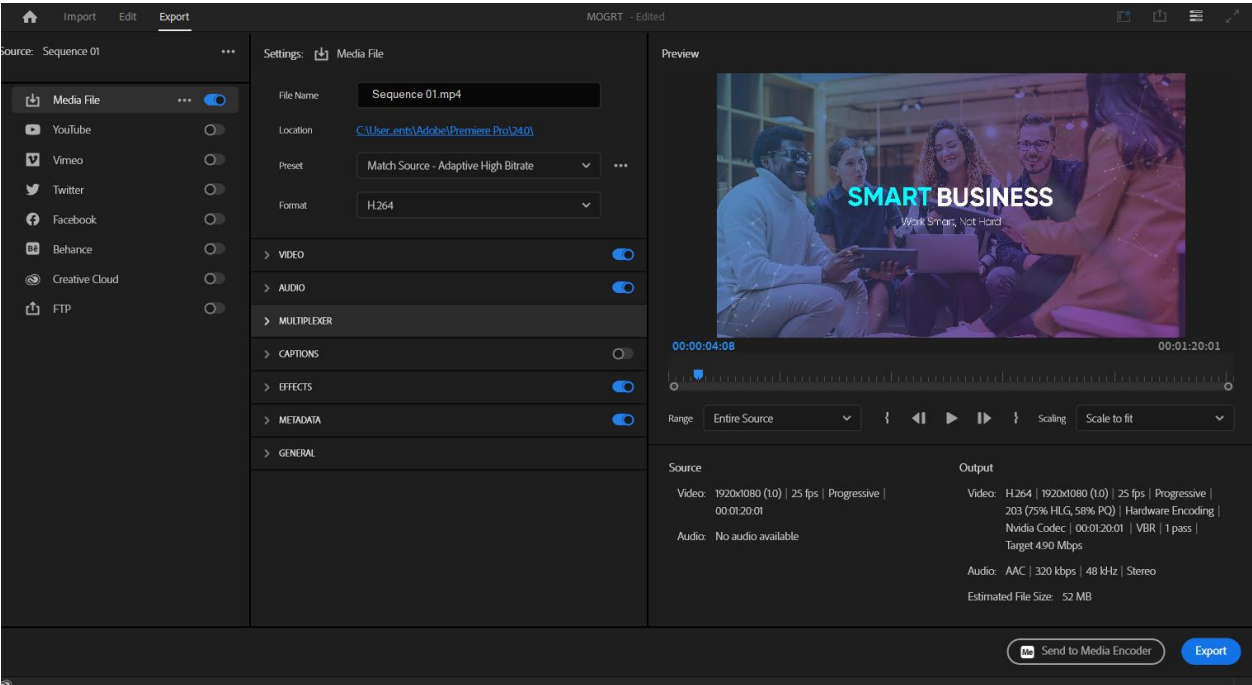 Import Edit Export MOGRT - Edited
Source: Sequence 01
Media File
YouTube
Vimeo
Twitter
Facebook
Behance
Creative Cloud
FTP
Settings: Media File
File Name Sequence 01.mp4
Location C:\User..ents\Adobe\Premiere Pro\24.0\
Preset Match Source - Adaptive High Bitrate
Format H.264
VIDEO
AUDIO
MULTIPLEXER
CAPTIONS
EFFECTS
METADATA
GENERAL
Preview
SMART BUSINESS
Work Smart, Not Hard
00:00:04:08 00:01:20:01
Range Entire Source Scaling Scale to fit
Source
Video: 1920x1080 (1.0) | 25 fps | Progressive |
00:01:20:01
Audio: No audio available
Output
Video: H.264 | 1920x1080 (1.0) | 25 fps | Progressive |
203 (75% HLG, 58% PQ) | Hardware Encoding |
Nvidia Codec | 00:01:20:01 | VBR | 1 pass |
Target 4.90 Mbps
Audio: AAC | 320 kbps | 48 kHz | Stereo
Estimated File Size: 52 MB
Me Send to Media Encoder Export